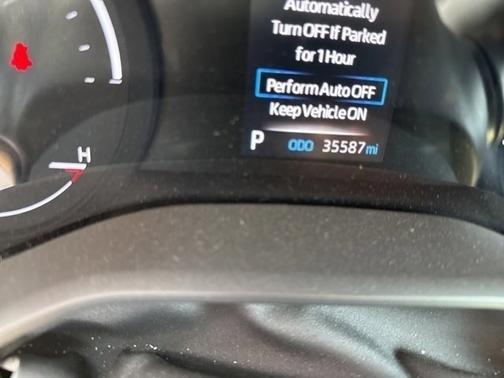 Automatically
Turn OFF If Parked
for 1 Hour
Perform Auto OFF
Keep Vehicle ON
P ODO 35587 mi
H